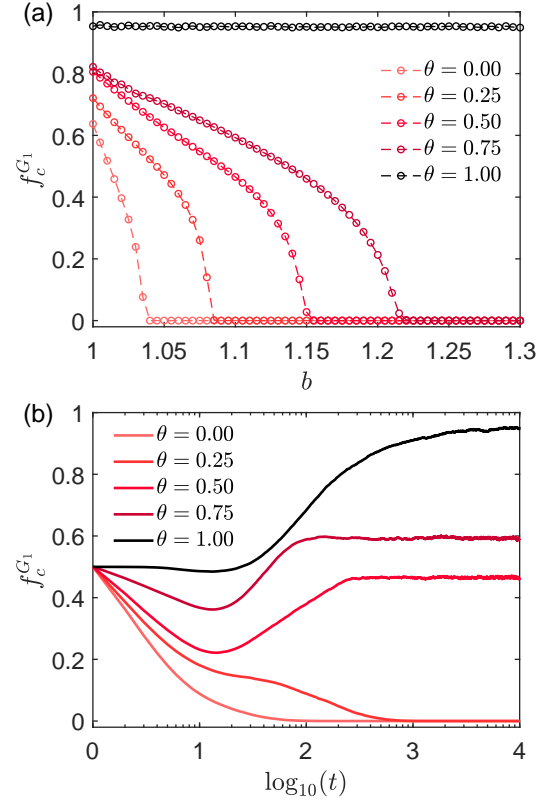 (a)
1
0.8
0.6
0.4
0.2
0
f_c^{G_1}
θ = 0.00
θ = 0.25
θ = 0.50
θ = 0.75
θ = 1.00
1 1.05 1.1 1.15 1.2 1.25 1.3
b
(b)
1
0.8
0.6
0.4
0.2
0
f_c^{G_1}
θ = 0.00
θ = 0.25
θ = 0.50
θ = 0.75
θ = 1.00
0 1 2 3 4
log_{10}(t)